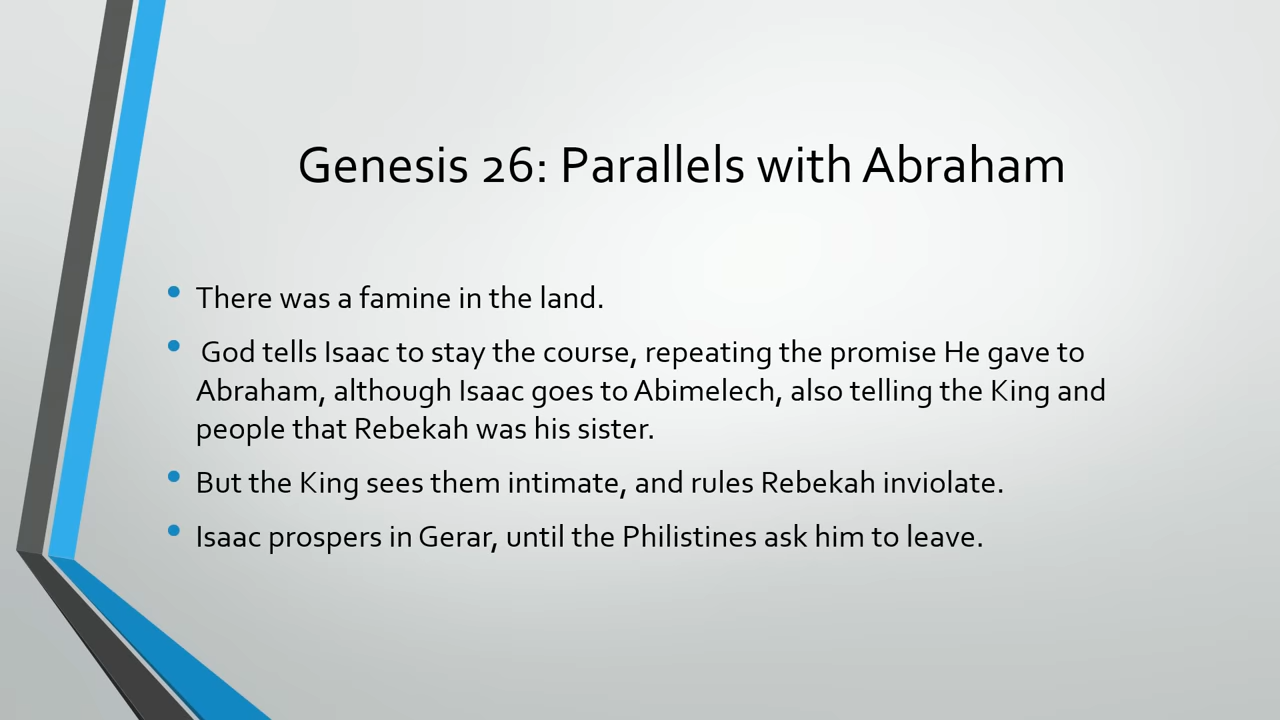 Genesis 26: Parallels with Abraham
• There was a famine in the land.
• God tells Isaac to stay the course, repeating the promise He gave to
Abraham, although Isaac goes to Abimelech, also telling the King and
people that Rebekah was his sister.
• But the King sees them intimate, and rules Rebekah inviolate.
• Isaac prospers in Gerar, until the Philistines ask him to leave.